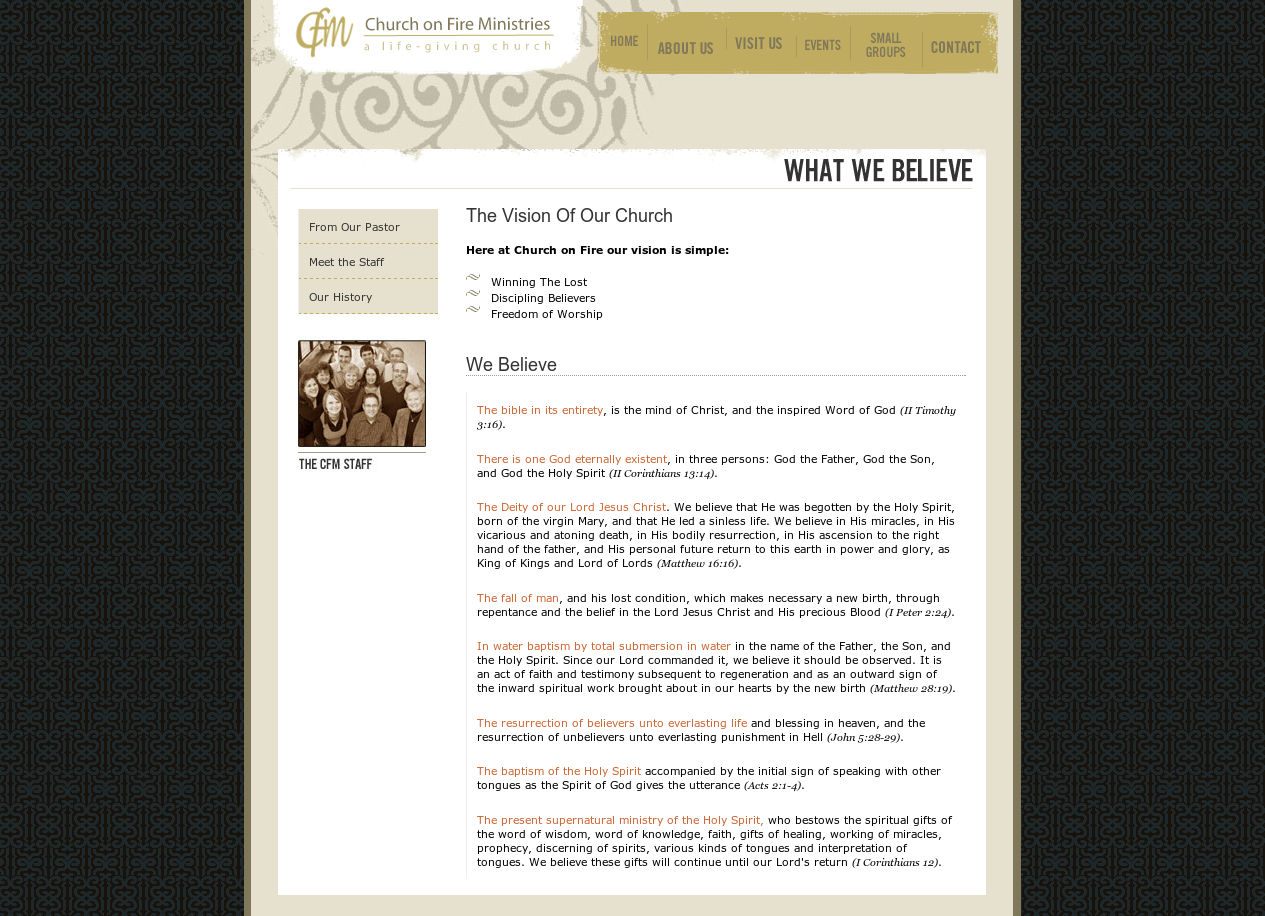 Cfm Church on Fire Ministries
a life-giving church
HOME
ABOUT US
VISIT US
EVENTS
SMALL
GROUPS
CONTACT
WHAT WE BELIEVE
From Our Pastor
Meet the Staff
Our History
THE CFM STAFF
The Vision Of Our Church
Here at Church on Fire our vision is simple:
Winning The Lost
Discipling Believers
Freedom of Worship
We Believe
The bible in its entirety, is the mind of Christ, and the inspired Word of God (II Timothy
3:16).
There is one God eternally existent, in three persons: God the Father, God the Son,
and God the Holy Spirit (II Corinthians 13:14).
The Deity of our Lord Jesus Christ. We believe that He was begotten by the Holy Spirit,
born of the virgin Mary, and that He led a sinless life. We believe in His miracles, in His
vicarious and atoning death, in His bodily resurrection, in His ascension to the right
hand of the father, and His personal future return to this earth in power and glory, as
King of Kings and Lord of Lords (Matthew 16:16).
The fall of man, and his lost condition, which makes necessary a new birth, through
repentance and the belief in the Lord Jesus Christ and His precious Blood (I Peter 2:24).
In water baptism by total submersion in water in the name of the Father, the Son, and
the Holy Spirit. Since our Lord commanded it, we believe it should be observed. It is
an act of faith and testimony subsequent to regeneration and as an outward sign of
the inward spiritual work brought about in our hearts by the new birth (Matthew 28:19).
The resurrection of believers unto everlasting life and blessing in heaven, and the
resurrection of unbelievers unto everlasting punishment in Hell (John 5:28-29).
The baptism of the Holy Spirit accompanied by the initial sign of speaking with other
tongues as the Spirit of God gives the utterance (Acts 2:1-4).
The present supernatural ministry of the Holy Spirit, who bestows the spiritual gifts of
the word of wisdom, word of knowledge, faith, gifts of healing, working of miracles,
prophecy, discerning of spirits, various kinds of tongues and interpretation of
tongues. We believe these gifts will continue until our Lord's return (I Corinthians 12).